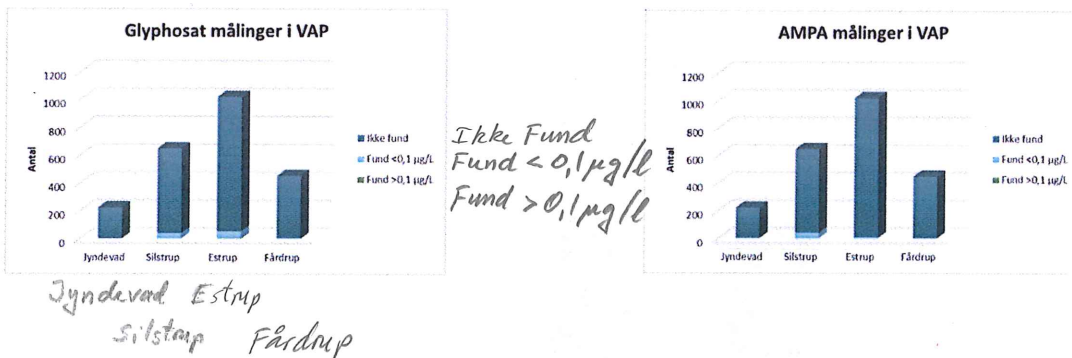 Glyphosat målinger i VAP
1200
1000
800
600
400
200
0
Antal
Jyndevad Silstrup Estrup Fårdrup
Ikke fund
Fund <0,1 µg/L
Fund >0,1 µg/L
Ikke Fund
Fund < 0,1 µg/l
Fund > 0,1 µg/l
AMPA målinger i VAP
1200
1000
800
600
400
200
0
Antal
Jyndevad Silstrup Estrup Fårdrup
Ikke fund
Fund <0,1 µg/L
Fund >0,1 µg/L
Jyndevad Estrup
Silstrup Fårdrup